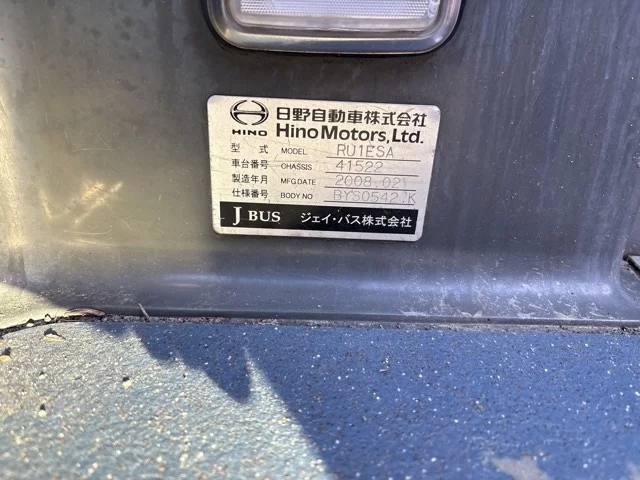 日野自動車株式会社
HINO Hino Motors, Ltd.
型 式 MODEL RU1ESA
車台番号 CHASSIS 41522
製造年月 MFG DATE 2008.02
仕様番号 BODY NO BYS0542.K
J BUS ジェイ・バス株式会社